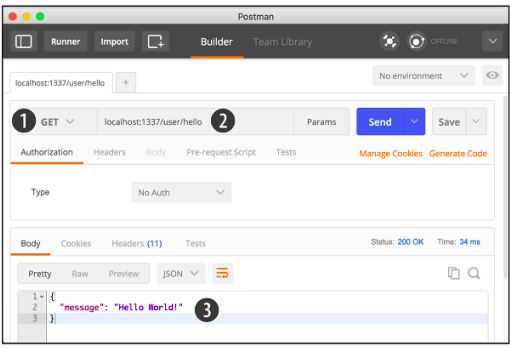 Postman
Runner Import Builder Team Library OFFLINE
localhost:1337/user/hello + No environment
1 GET localhost:1337/user/hello 2 Params Send Save
Authorization Headers Body Pre-request Script Tests Manage Cookies Generate Code
Type No Auth
Body Cookies Headers (11) Tests Status: 200 OK Time: 34 ms
Pretty Raw Preview JSON
1 {
2 "message": "Hello World!" 3
3 }